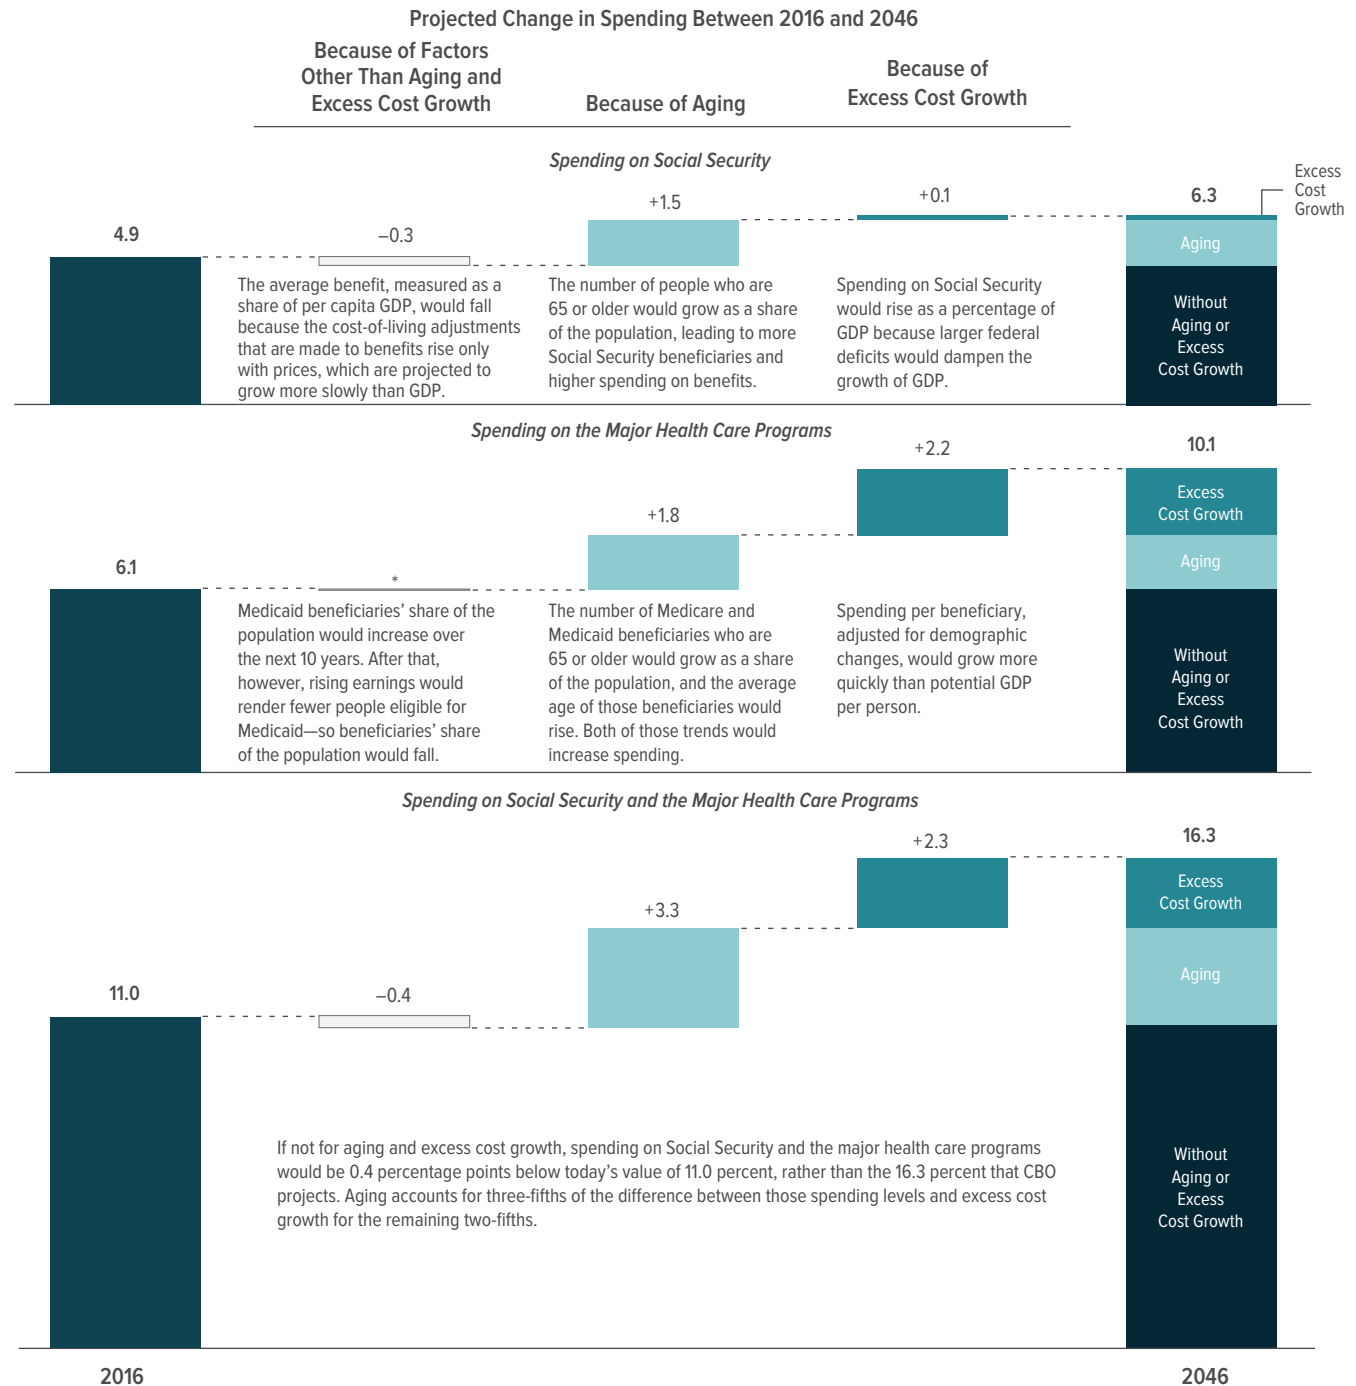 Projected Change in Spending Between 2016 and 2046
Because of Factors
Other Than Aging and
Excess Cost Growth
Because of Aging
Because of
Excess Cost Growth
Spending on Social Security
4.9
–0.3
The average benefit, measured as a
share of per capita GDP, would fall
because the cost-of-living adjustments
that are made to benefits rise only
with prices, which are projected to
grow more slowly than GDP.
+1.5
The number of people who are
65 or older would grow as a share
of the population, leading to more
Social Security beneficiaries and
higher spending on benefits.
+0.1
Spending on Social Security
would rise as a percentage of
GDP because larger federal
deficits would dampen the
growth of GDP.
6.3
Excess
Cost
Growth
Aging
Without
Aging or
Excess
Cost Growth
Spending on the Major Health Care Programs
6.1
*
Medicaid beneficiaries’ share of the
population would increase over
the next 10 years. After that,
however, rising earnings would
render fewer people eligible for
Medicaid—so beneficiaries’ share
of the population would fall.
+1.8
The number of Medicare and
Medicaid beneficiaries who are
65 or older would grow as a share
of the population, and the average
age of those beneficiaries would
rise. Both of those trends would
increase spending.
+2.2
Spending per beneficiary,
adjusted for demographic
changes, would grow more
quickly than potential GDP
per person.
10.1
Excess
Cost Growth
Aging
Without
Aging or
Excess
Cost Growth
Spending on Social Security and the Major Health Care Programs
11.0
–0.4
+3.3
+2.3
16.3
Excess
Cost Growth
Aging
If not for aging and excess cost growth, spending on Social Security and the major health care programs
would be 0.4 percentage points below today’s value of 11.0 percent, rather than the 16.3 percent that CBO
projects. Aging accounts for three-fifths of the difference between those spending levels and excess cost
growth for the remaining two-fifths.
Without
Aging or
Excess
Cost Growth
2016
2046